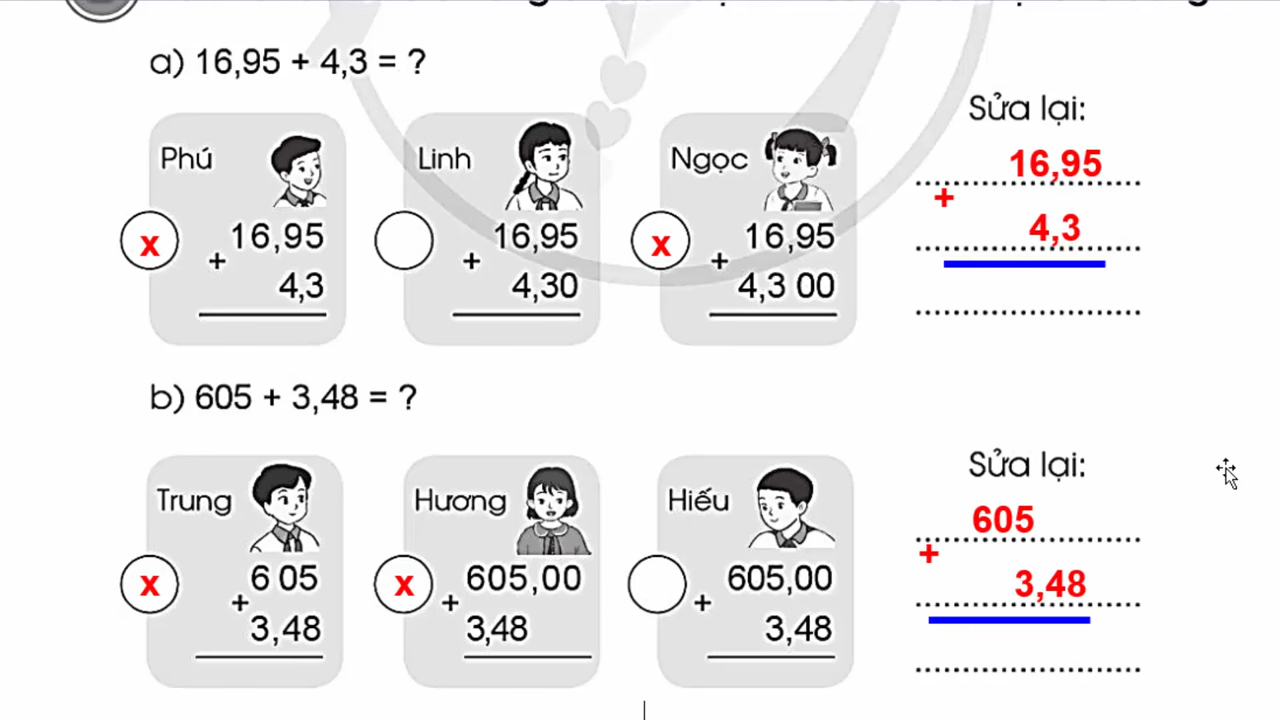 a) 16,95 + 4,3 = ?
Phú
x
16,95
+
4,3
Linh
16,95
+
4,30
Ngọc
x
16,95
+
4,3 00
Sửa lại:
16,95
+
4,3
b) 605 + 3,48 = ?
Trung
x
6 05
+
3,48
Hương
x
605,00
+
3,48
Hiếu
605,00
+
3,48
Sửa lại:
605
+
3,48